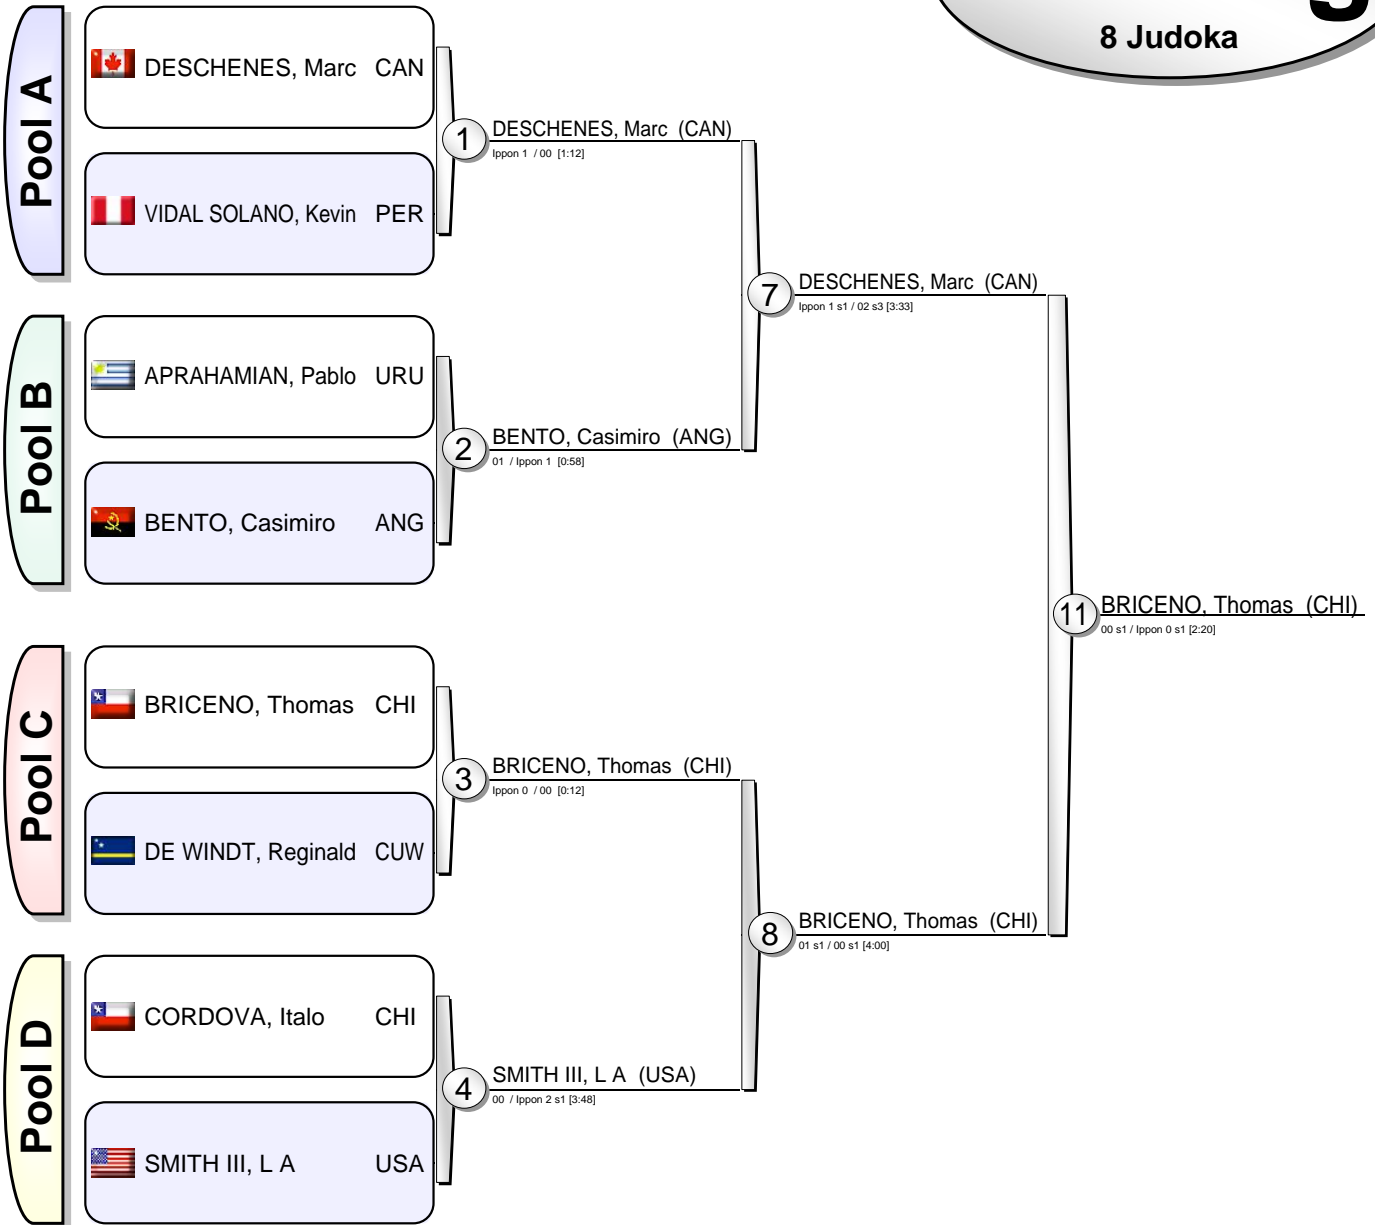 8 Judoka
Pool A
DESCHENES, Marc CAN
VIDAL SOLANO, Kevin PER
1
DESCHENES, Marc (CAN)
Ippon 1 / 00 [1:12]
Pool B
APRAHAMIAN, Pablo URU
BENTO, Casimiro ANG
2
BENTO, Casimiro (ANG)
01 / Ippon 1 [0:58]
7
DESCHENES, Marc (CAN)
Ippon 1 s1 / 02 s3 [3:33]
Pool C
BRICENO, Thomas CHI
DE WINDT, Reginald CUW
3
BRICENO, Thomas (CHI)
Ippon 0 / 00 [0:12]
Pool D
CORDOVA, Italo CHI
SMITH III, L A USA
4
SMITH III, L A (USA)
00 / Ippon 2 s1 [3:48]
8
BRICENO, Thomas (CHI)
01 s1 / 00 s1 [4:00]
11
BRICENO, Thomas (CHI)
00 s1 / Ippon 0 s1 [2:20]